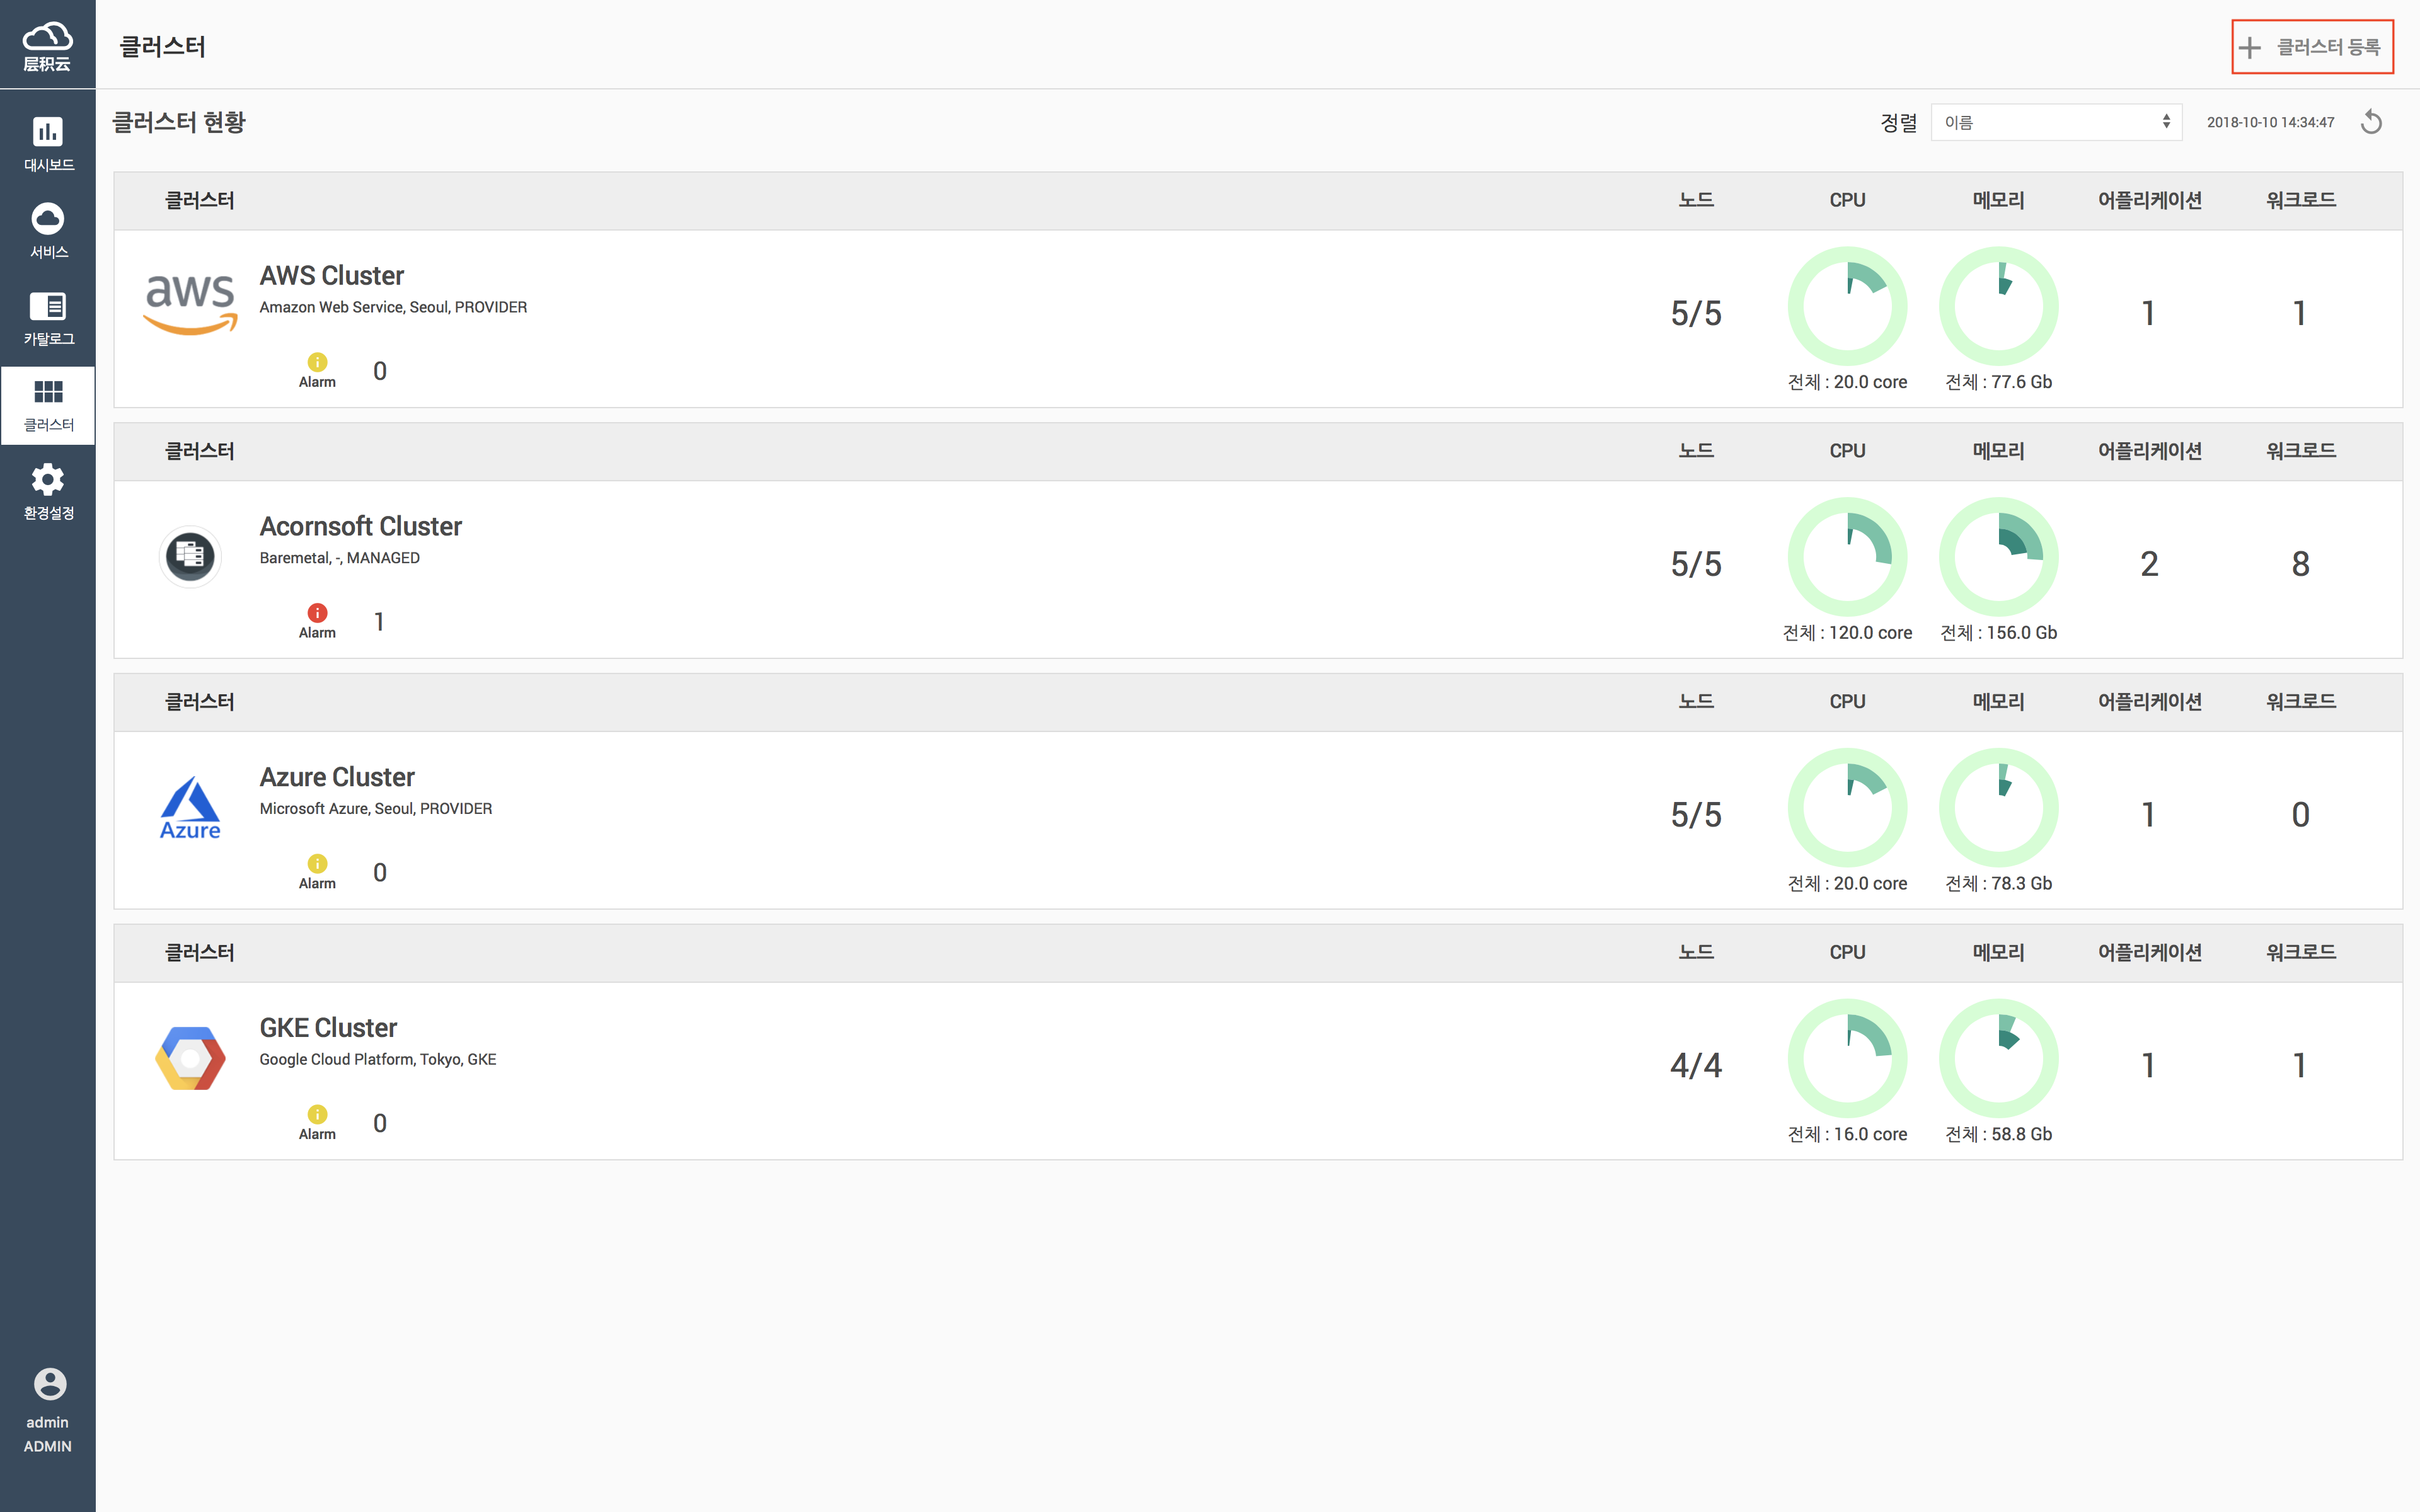 层积云
클러스터
클러스터 등록
대시보드
서비스
카탈로그
클러스터
환경설정
admin
ADMIN
클러스터 현황
정렬
이름
2018-10-10 14:34:47
클러스터 노드 CPU 메모리 어플리케이션 워크로드
aws
AWS Cluster
Amazon Web Service, Seoul, PROVIDER
Alarm 0
5/5
전체 : 20.0 core
전체 : 77.6 Gb
1
1
클러스터 노드 CPU 메모리 어플리케이션 워크로드
Acornsoft Cluster
Baremetal, -, MANAGED
Alarm 1
5/5
전체 : 120.0 core
전체 : 156.0 Gb
2
8
클러스터 노드 CPU 메모리 어플리케이션 워크로드
Azure
Azure Cluster
Microsoft Azure, Seoul, PROVIDER
Alarm 0
5/5
전체 : 20.0 core
전체 : 78.3 Gb
1
0
클러스터 노드 CPU 메모리 어플리케이션 워크로드
GKE Cluster
Google Cloud Platform, Tokyo, GKE
Alarm 0
4/4
전체 : 16.0 core
전체 : 58.8 Gb
1
1